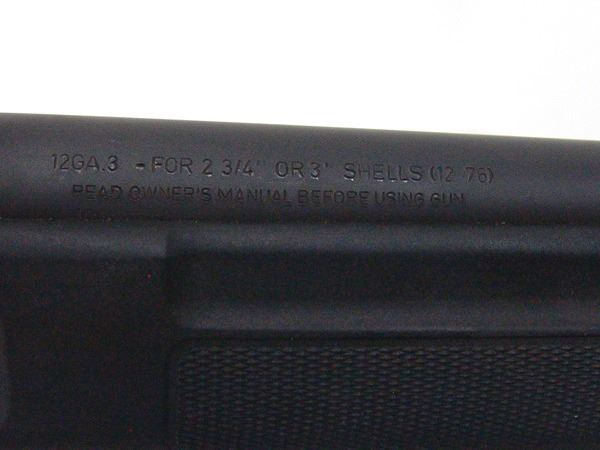 12GA.3 -FOR 2 3/4" OR 3" SHELLS (12-76)
READ OWNER'S MANUAL BEFORE USING GUN